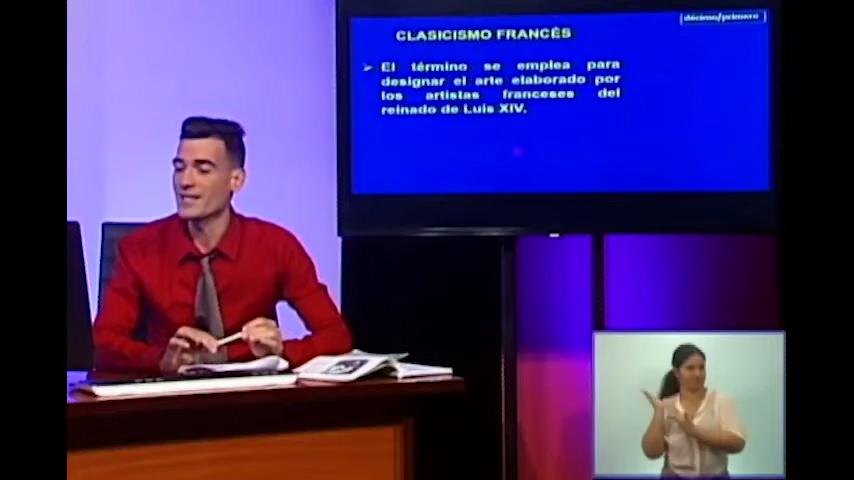 [décimo/primero]
CLASICISMO FRANCÉS
➢ El término se emplea para
designar el arte elaborado por
los artistas franceses del
reinado de Luis XIV.